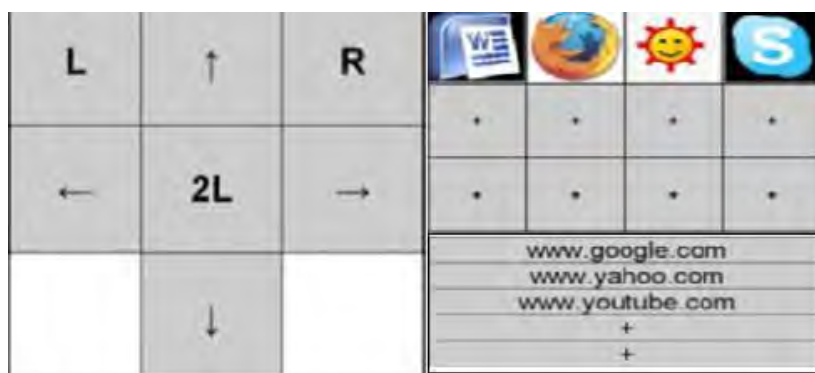 L ↑ R
← 2L →
↓
W S
+ + + +
+ + + +
www.google.com
www.yahoo.com
www.youtube.com
+
+